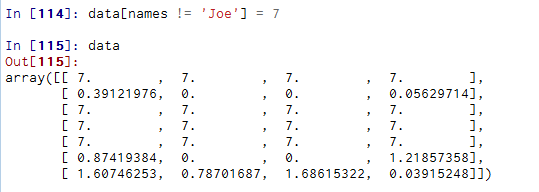 In [114]: data[names != 'Joe'] = 7
In [115]: data
Out[115]:
array([[ 7.        ,  7.        ,  7.        ,  7.        ],
       [ 0.39121976,  0.        ,  0.        ,  0.05629714],
       [ 7.        ,  7.        ,  7.        ,  7.        ],
       [ 7.        ,  7.        ,  7.        ,  7.        ],
       [ 7.        ,  7.        ,  7.        ,  7.        ],
       [ 0.87419384,  0.        ,  0.        ,  1.21857358],
       [ 1.60746253,  0.78701687,  1.68615322,  0.03915248]])